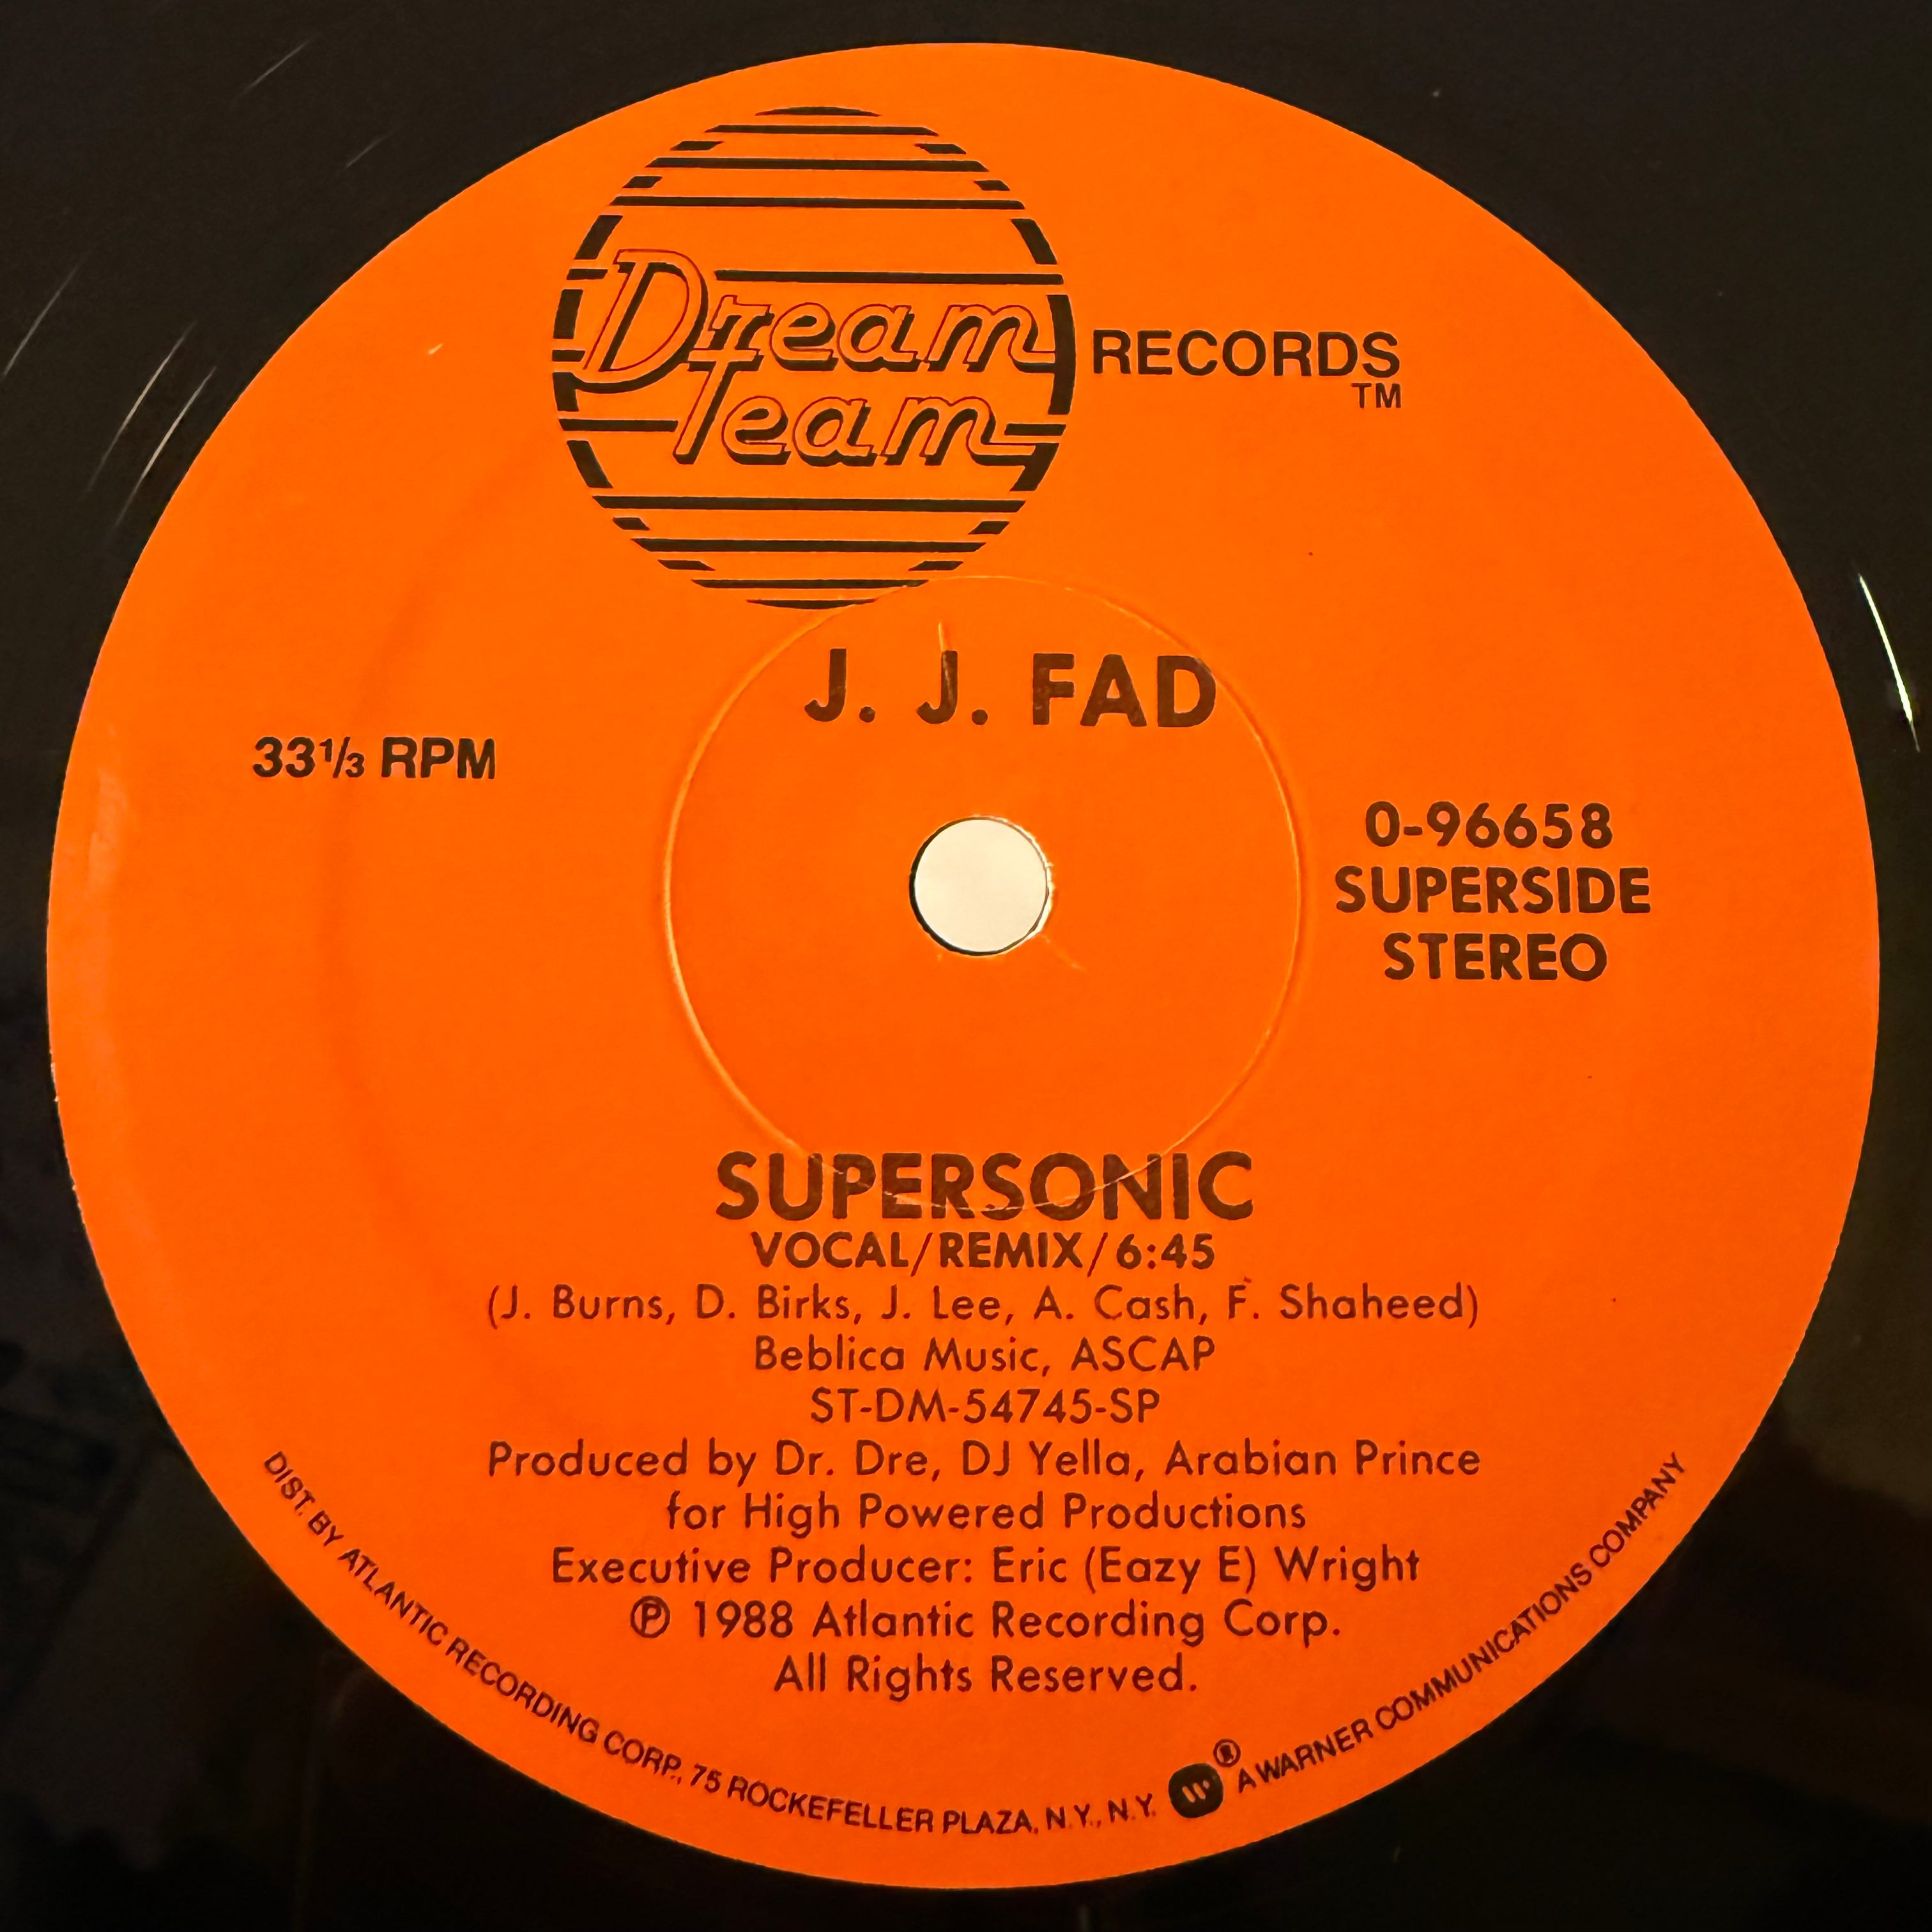 Dream
Team
RECORDS
TM
J. J. FAD
33⅓ RPM
0-96658
SUPERSIDE
STEREO
SUPERSONIC
VOCAL/REMIX/6:45
(J. Burns, D. Birks, J. Lee, A. Cash, F. Shaheed)
Beblica Music, ASCAP
ST-DM-54745-SP
Produced by Dr. Dre, DJ Yella, Arabian Prince
for High Powered Productions
Executive Producer: Eric (Eazy E) Wright
℗ 1988 Atlantic Recording Corp.
All Rights Reserved.
DIST. BY ATLANTIC RECORDING CORP., 75 ROCKEFELLER PLAZA, N.Y., N.Y. W® A WARNER COMMUNICATIONS COMPANY